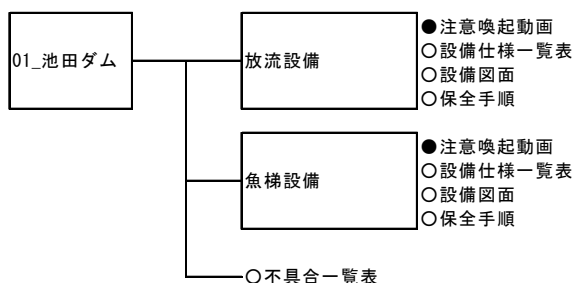 01_池田ダム
放流設備
●注意喚起動画
○設備仕様一覧表
○設備図面
○保全手順
魚梯設備
●注意喚起動画
○設備仕様一覧表
○設備図面
○保全手順
○不具合一覧表